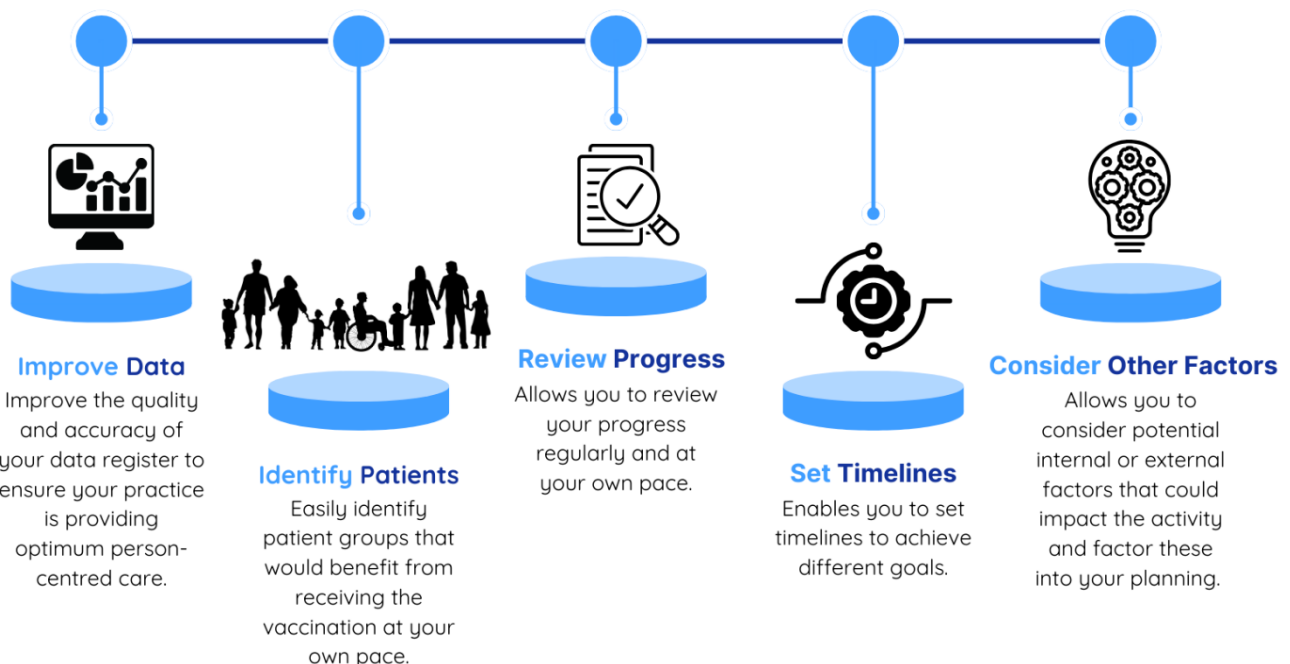 Improve Data
Improve the quality
and accuracy of
your data register to
ensure your practice
is providing
optimum person-
centred care.
Identify Patients
Easily identify
patient groups that
would benefit from
receiving the
vaccination at your
own pace.
Review Progress
Allows you to review
your progress
regularly and at
your own pace.
Set Timelines
Enables you to set
timelines to achieve
different goals.
Consider Other Factors
Allows you to
consider potential
internal or external
factors that could
impact the activity
and factor these
into your planning.